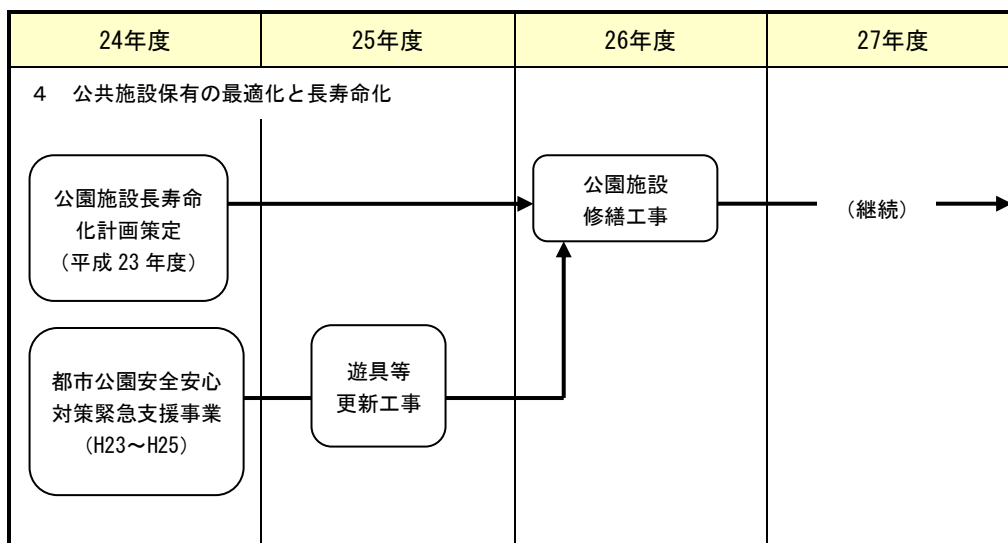 24年度 25年度 26年度 27年度
4 公共施設保有の最適化と長寿命化
公園施設長寿命
化計画策定
(平成 23 年度)
公園施設
修繕工事
(継続)
都市公園安全安心
対策緊急支援事業
(H23~H25)
遊具等
更新工事